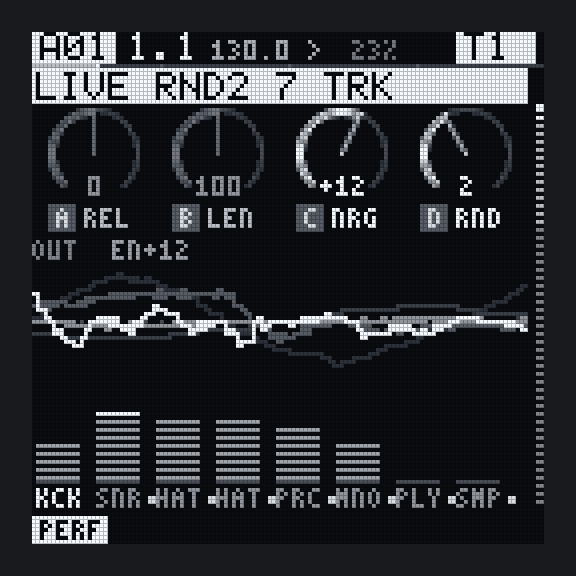 A01 1.1 130.0 > 23% T1
LIVE RND2 7 TRK
0 100 +12 2
A REL B LEN C NRG D RND
OUT EN+12
KCK SNR HAT HAT PRC MNO PLY SMP
PERF